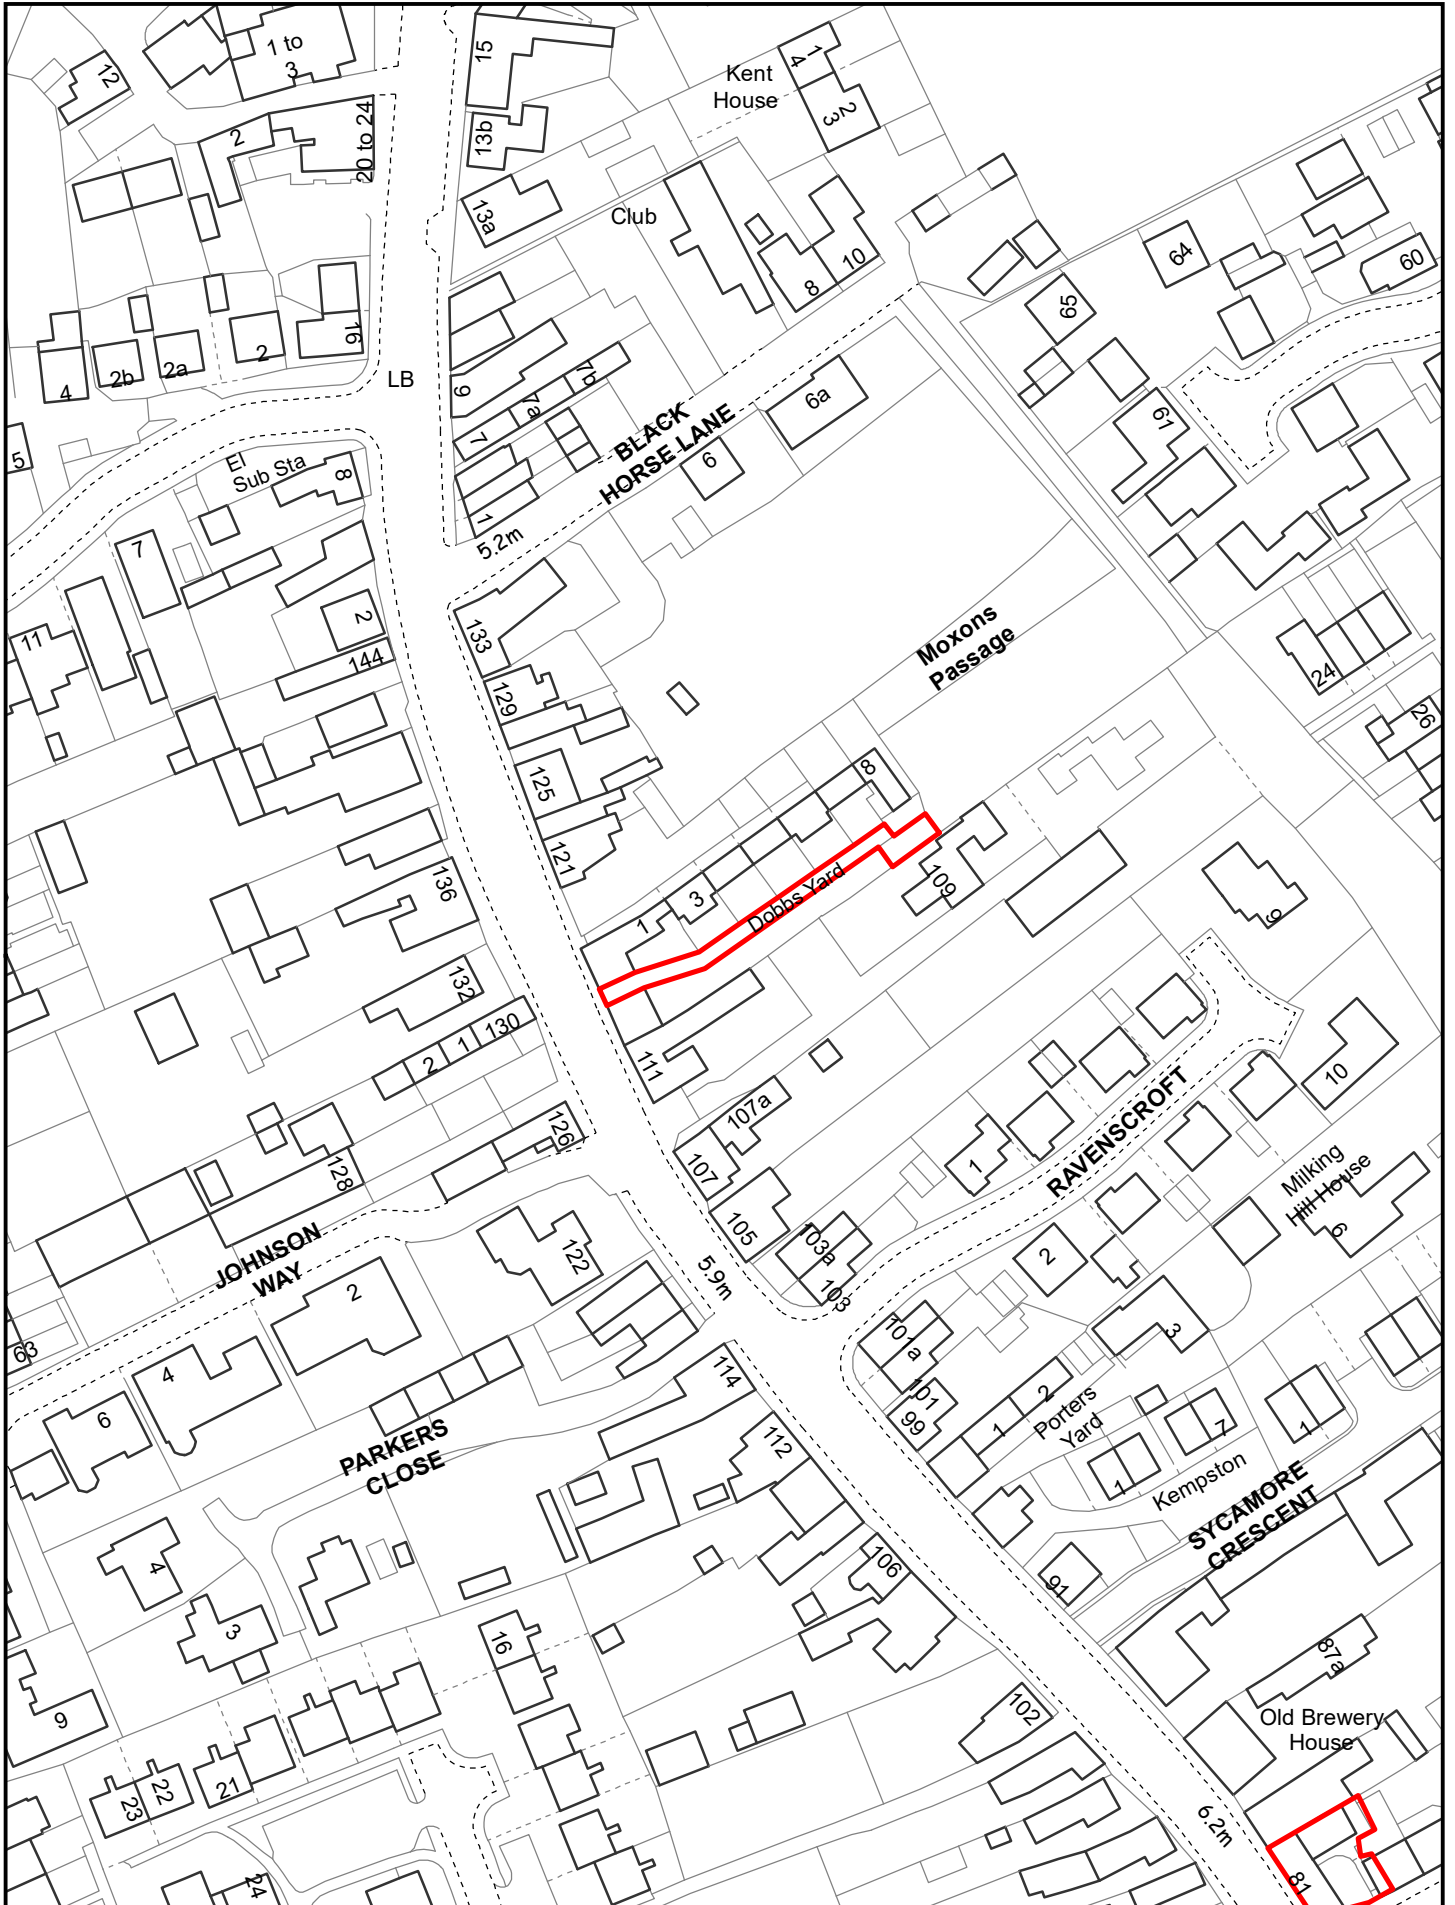 12
1 to
3
15
Kent
House
1
4
2
3
2
20 to 24
13b
13a
Club
10
8
64
60
65
4
2b
2a
2
16
LB
9
7b
7a
7
1
6a
BLACK
HORSE LANE
6
61
5
El
Sub Sta
8
5.2m
7
11
2
144
133
129
Moxons
Passage
24
26
125
121
8
136
3
1
Dobbs Yard
109
9
132
130
1
2
111
126
128
107a
107
105
103a
103
1
RAVENSCROFT
10
Milking
Hill House
6
JOHNSON
WAY
122
5.9m
2
2
63
4
6
114
101a
101
99
3
2
1
Porters
Yard
7
1
1
Kempston
PARKERS
CLOSE
112
SYCAMORE
CRESCENT
4
3
106
91
16
87a
9
102
Old Brewery
House
23
22
21
6.2m
24
81